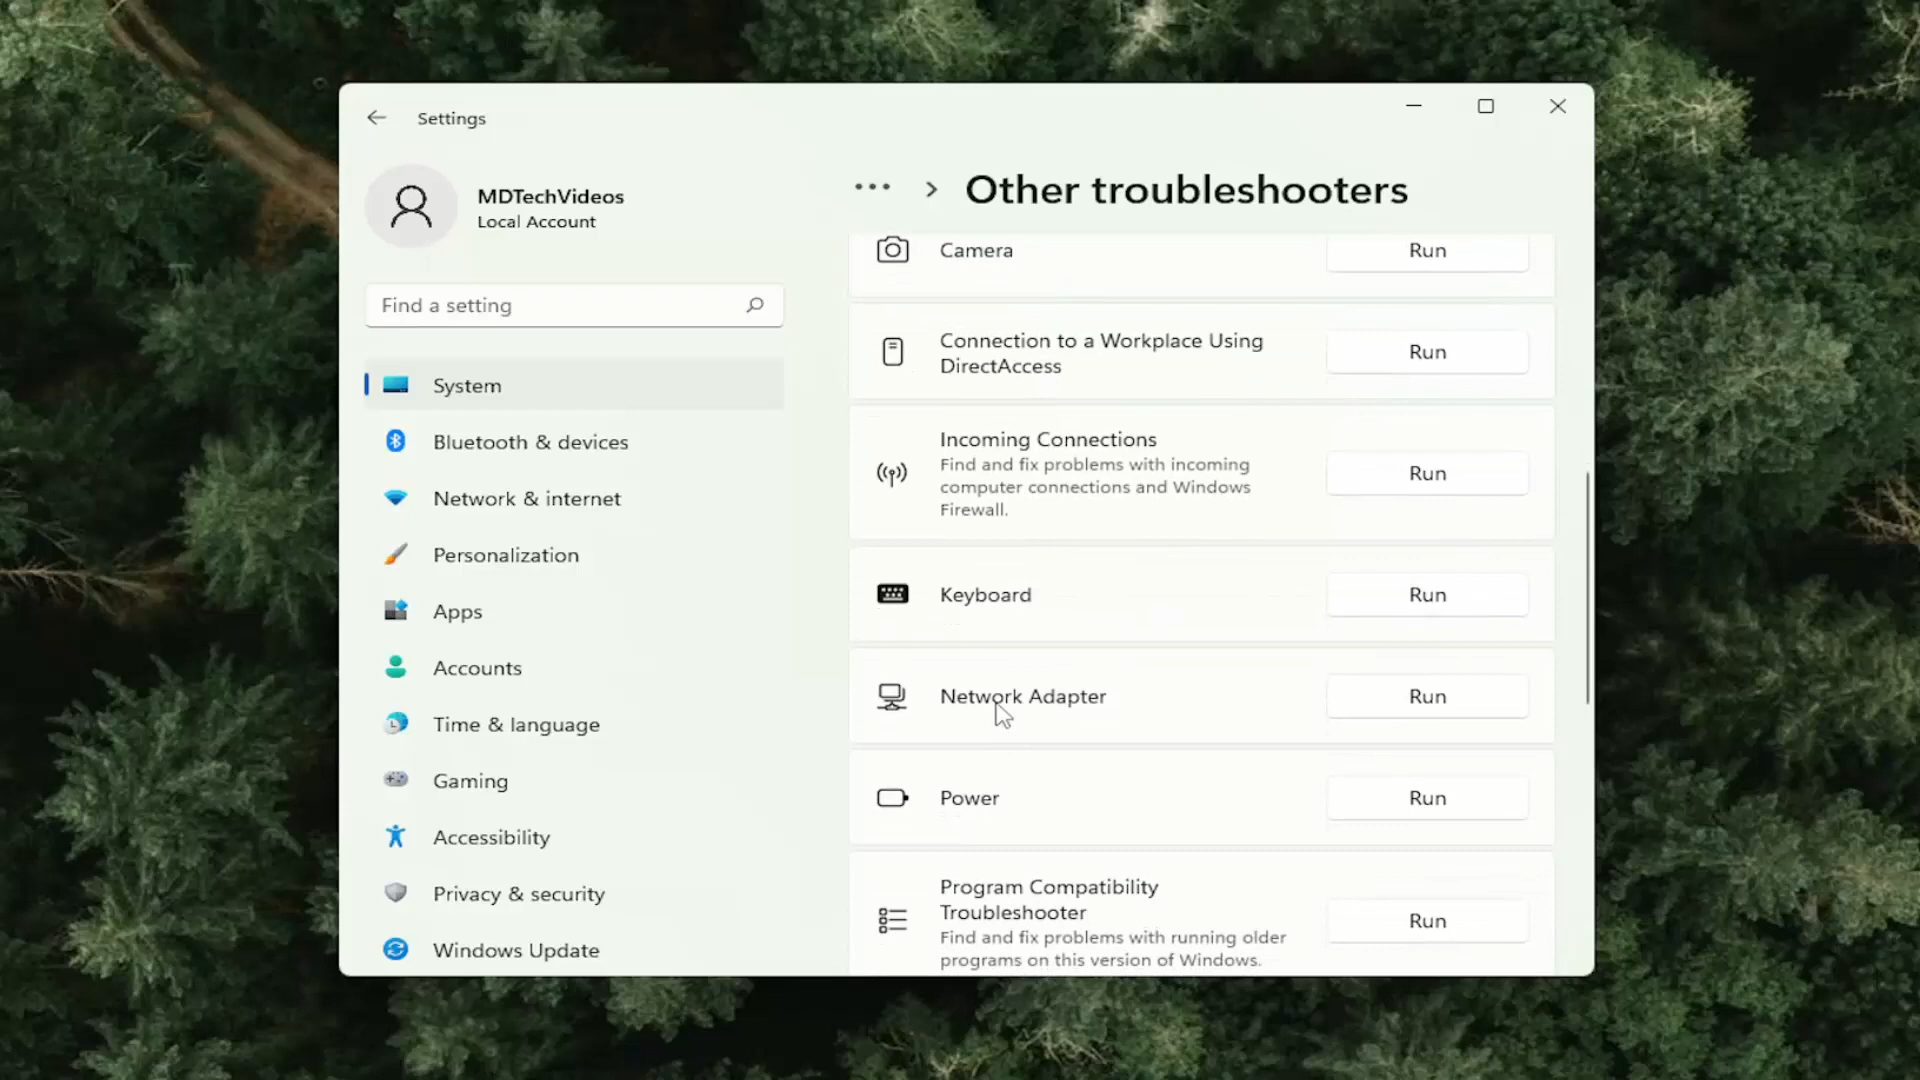 Settings
MDTechVideos
Local Account
Find a setting
System
Bluetooth & devices
Network & internet
Personalization
Apps
Accounts
Time & language
Gaming
Accessibility
Privacy & security
Windows Update
··· > Other troubleshooters
Camera
Run
Connection to a Workplace Using
DirectAccess
Run
Incoming Connections
Find and fix problems with incoming
computer connections and Windows
Firewall.
Run
Keyboard
Run
Network Adapter
Run
Power
Run
Program Compatibility
Troubleshooter
Find and fix problems with running older
programs on this version of Windows.
Run